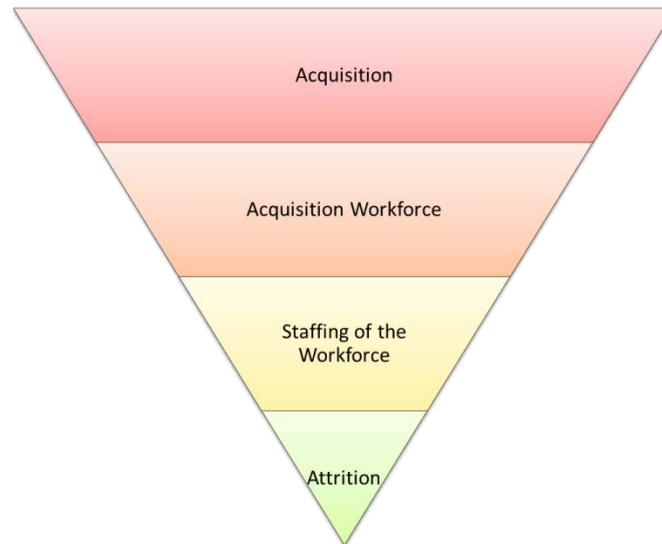 Acquisition
Acquisition Workforce
Staffing of the
Workforce
Attrition